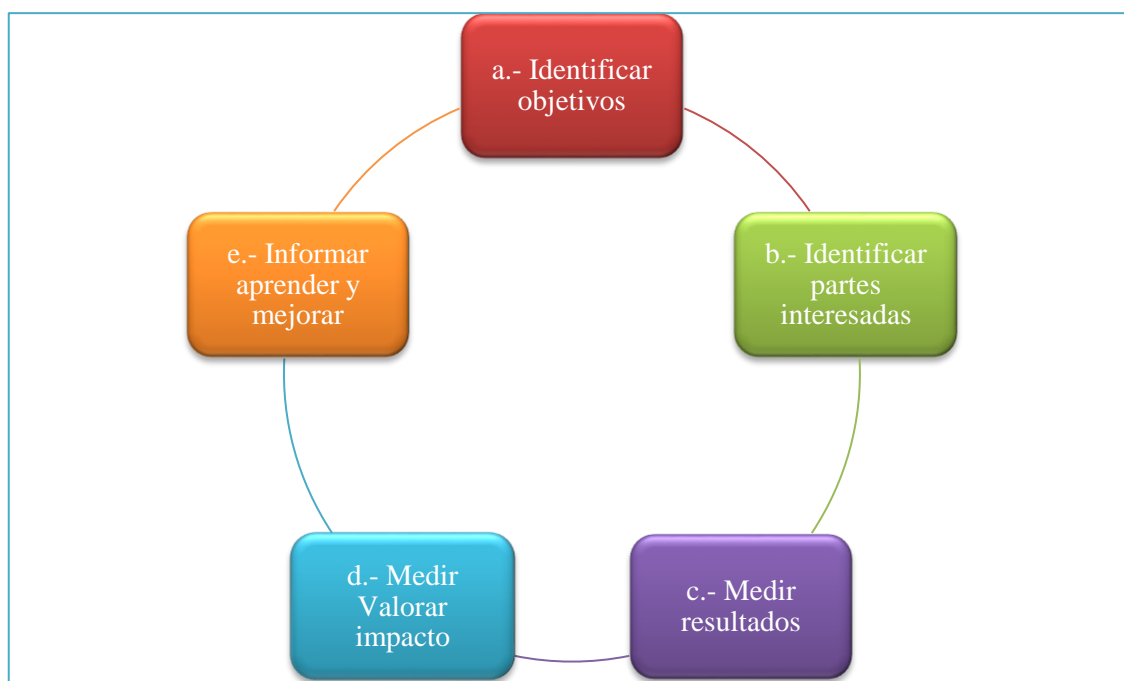 a.- Identificar
objetivos
b.- Identificar
partes
interesadas
c.- Medir
resultados
d.- Medir
Valorar
impacto
e.- Informar
aprender y
mejorar